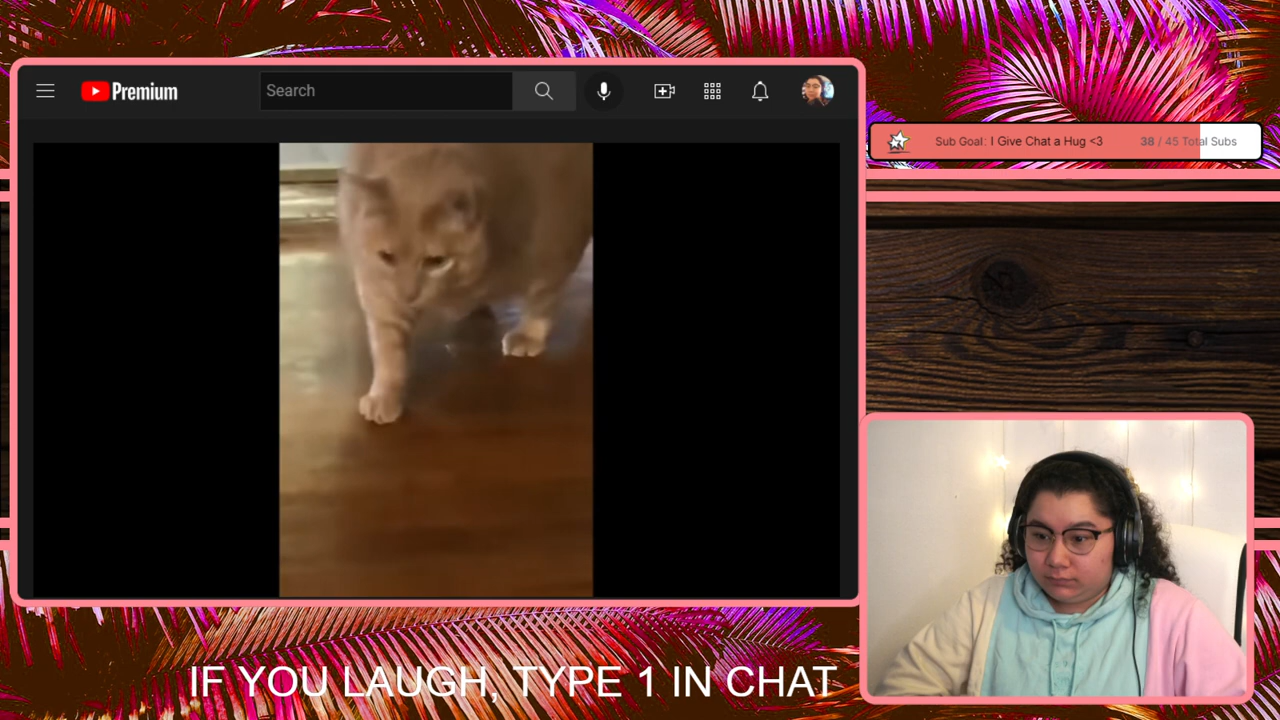 Premium
Search
Sub Goal: I Give Chat a Hug <3 38 / 45 Total Subs
IF YOU LAUGH, TYPE 1 IN CHAT